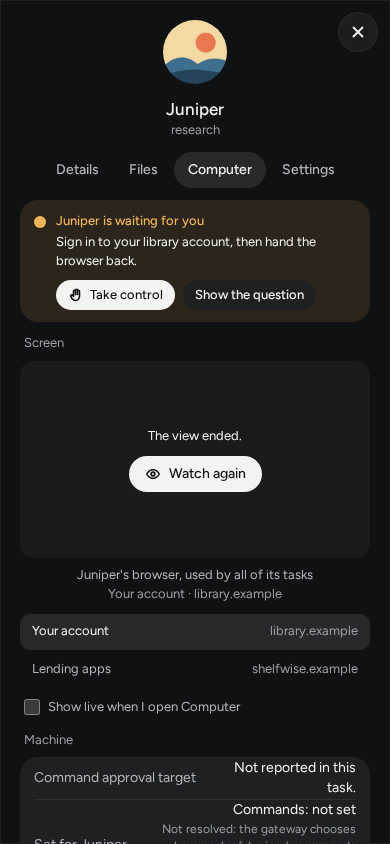 Juniper
research
Details Files Computer Settings
Juniper is waiting for you
Sign in to your library account, then hand the
browser back.
Take control Show the question
Screen
The view ended.
Watch again
Juniper's browser, used by all of its tasks
Your account · library.example
Your account library.example
Lending apps shelfwise.example
Show live when I open Computer
Machine
Command approval target Not reported in this
task.
Commands: not set
Not resolved: the gateway chooses
Set for Juniper